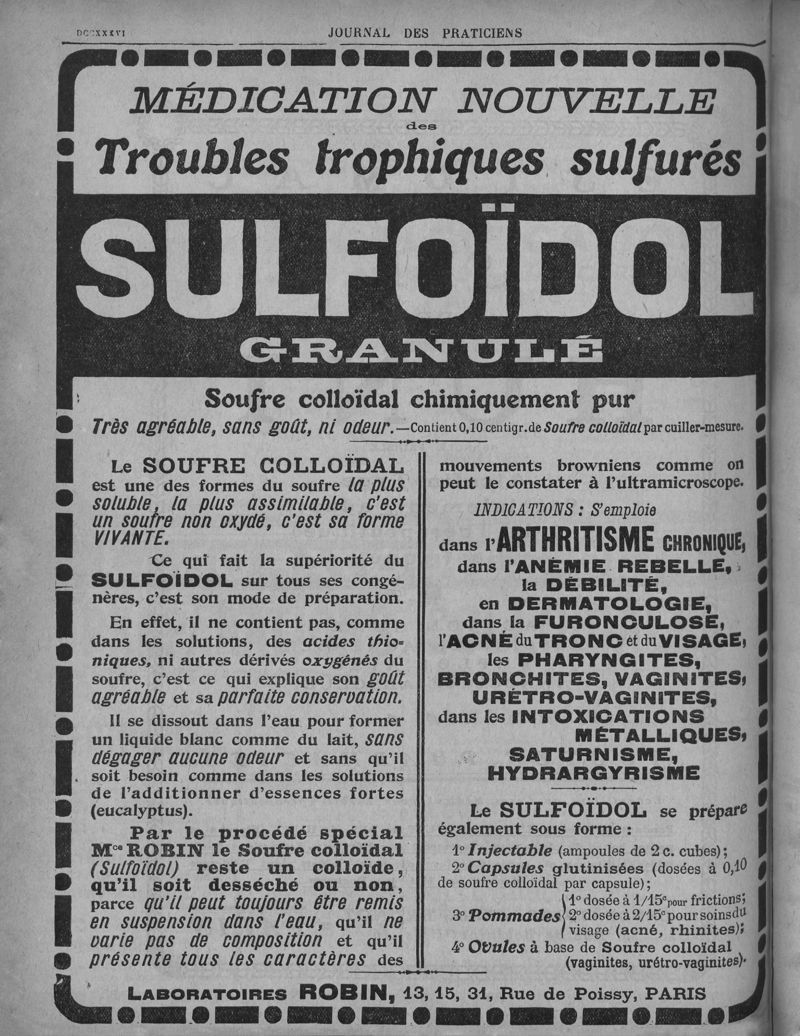 DCCXXXVI
JOURNAL DES PRATICIENS
MÉDICATION NOUVELLE
des
Troubles trophiques sulfurés
SULFOÏDOL
GRANULÉ
Soufre colloïdal chimiquement pur
Très agréable, sans goût, ni odeur.—Contient 0,10 centigr. de Soufre colloïdal par cuiller-mesure.
Le SOUFRE COLLOÏDAL
est une des formes du soufre la plus
soluble, la plus assimilable, c'est
un soufre non oxydé, c'est sa forme
VIVANTE.
Ce qui fait la supériorité du
SULFOÏDOL sur tous ses congé-
nères, c'est son mode de préparation.
En effet, il ne contient pas, comme
dans les solutions, des acides thio-
niques, ni autres dérivés oxygénés du
soufre, c'est ce qui explique son goût
agréable et sa parfaite conservation.
Il se dissout dans l'eau pour former
un liquide blanc comme du lait, sans
dégager aucune odeur et sans qu'il
soit besoin comme dans les solutions
de l'additionner d'essences fortes
(eucalyptus).
Par le procédé spécial
Mce ROBIN le Soufre colloïdal
(Sulfoïdol) reste un colloïde,
qu'il soit desséché ou non,
parce qu'il peut toujours être remis
en suspension dans l'eau, qu'il ne
varie pas de composition et qu'il
présente tous les caractères des
mouvements browniens comme on
peut le constater à l'ultramicroscope.
INDICATIONS : S'emploie
dans l'ARTHRITISME CHRONIQUE,
dans l'ANÉMIE REBELLE,
la DÉBILITÉ,
en DERMATOLOGIE,
dans la FURONCULOSE,
l'ACNÉ du TRONC et du VISAGE,
les PHARYNGITES,
BRONCHITES, VAGINITES,
URÉTRO-VAGINITES,
dans les INTOXICATIONS
MÉTALLIQUES,
SATURNISME,
HYDRARGYRISME
Le SULFOÏDOL se prépare
également sous forme :
1º Injectable (ampoules de 2 c. cubes);
2º Capsules glutinisées (dosées à 0,10
de soufre colloïdal par capsule);
3º Pommades { 1º dosée à 1/15e pour frictions;
2º dosée à 2/15e pour soins du
visage (acné, rhinites);
4º Ovules à base de Soufre colloïdal
(vaginites, urétro-vaginites).
LABORATOIRES ROBIN, 13, 15, 31, Rue de Poissy, PARIS